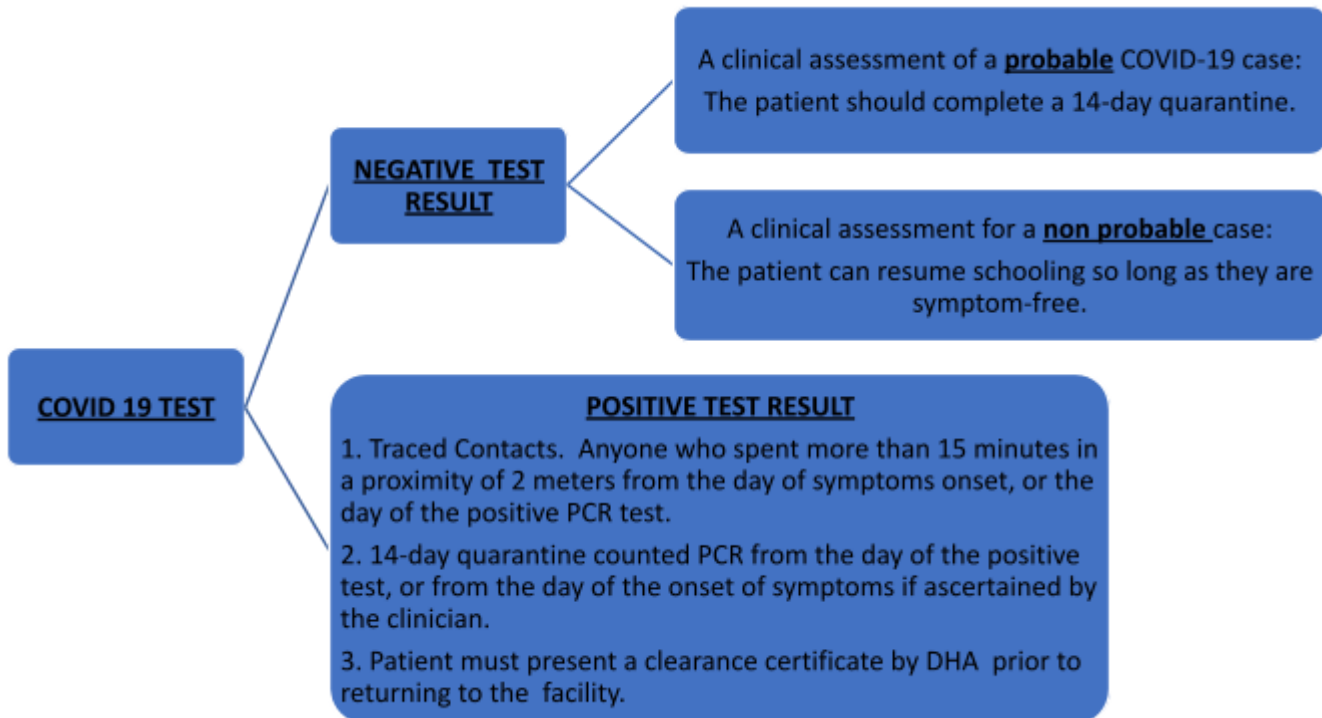 A clinical assessment of a probable COVID-19 case:
The patient should complete a 14-day quarantine.
NEGATIVE TEST
RESULT
A clinical assessment for a non probable case:
The patient can resume schooling so long as they are
symptom-free.
COVID 19 TEST
POSITIVE TEST RESULT
1. Traced Contacts. Anyone who spent more than 15 minutes in
a proximity of 2 meters from the day of symptoms onset, or the
day of the positive PCR test.
2. 14-day quarantine counted PCR from the day of the positive
test, or from the day of the onset of symptoms if ascertained by
the clinician.
3. Patient must present a clearance certificate by DHA prior to
returning to the facility.